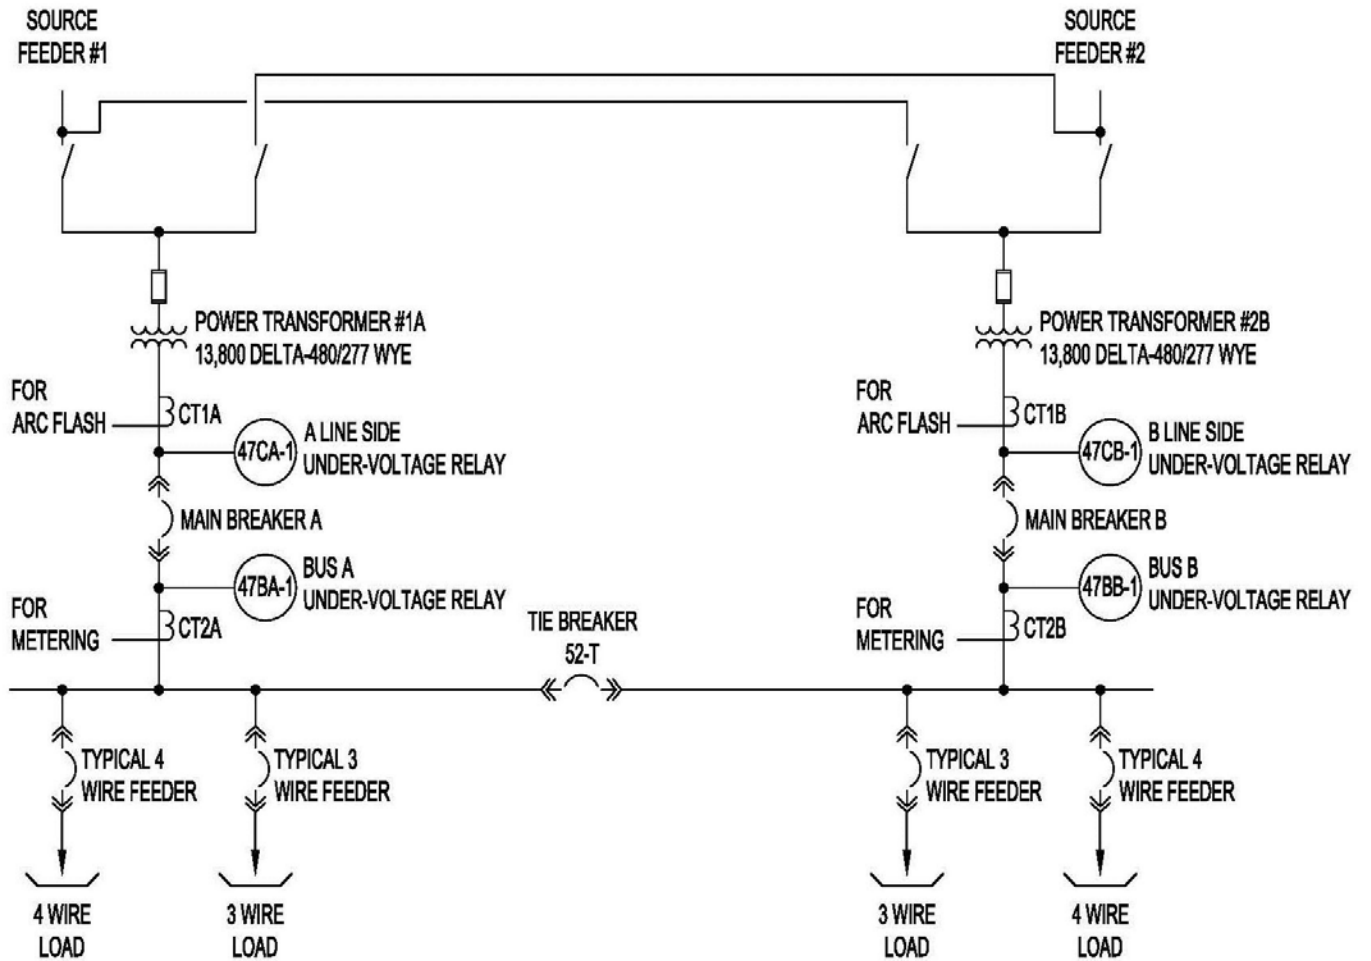 SOURCE
FEEDER #1
SOURCE
FEEDER #2
POWER TRANSFORMER #1A
13,800 DELTA-480/277 WYE
POWER TRANSFORMER #2B
13,800 DELTA-480/277 WYE
FOR
ARC FLASH
CT1A
47CA-1
A LINE SIDE
UNDER-VOLTAGE RELAY
FOR
ARC FLASH
CT1B
47CB-1
B LINE SIDE
UNDER-VOLTAGE RELAY
MAIN BREAKER A
MAIN BREAKER B
47BA-1
BUS A
UNDER-VOLTAGE RELAY
FOR
METERING
CT2A
47BB-1
BUS B
UNDER-VOLTAGE RELAY
FOR
METERING
CT2B
TIE BREAKER
52-T
TYPICAL 4
WIRE FEEDER
TYPICAL 3
WIRE FEEDER
TYPICAL 3
WIRE FEEDER
TYPICAL 4
WIRE FEEDER
4 WIRE
LOAD
3 WIRE
LOAD
3 WIRE
LOAD
4 WIRE
LOAD